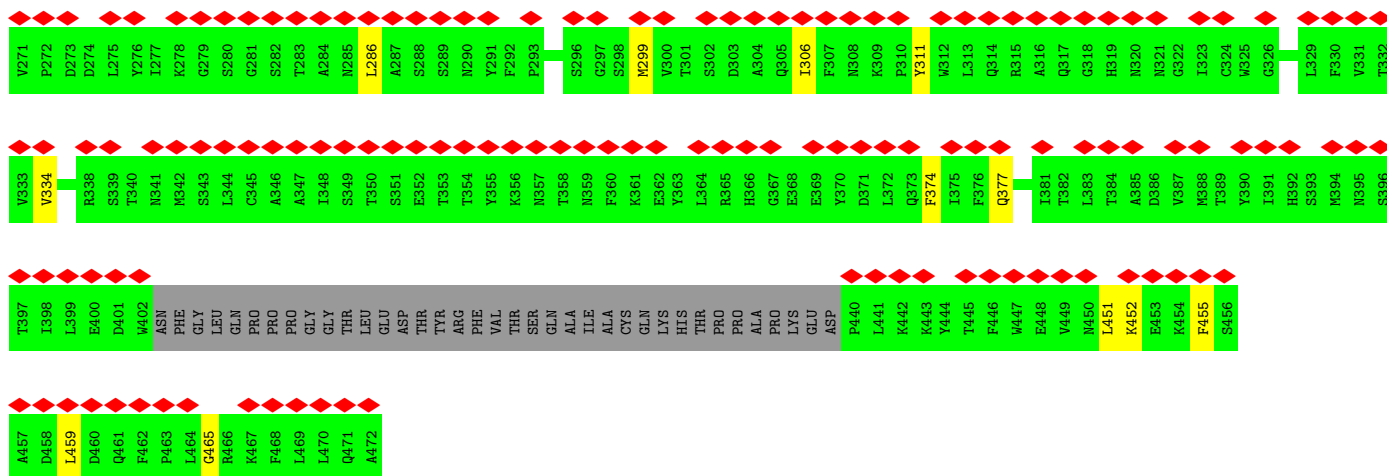 V271 P272 D273 D274 L275 Y276 I277 K278 G279 S280 G281 S282 T283 A284 N285 L286 A287 S288 S289 N290 Y291 F292 P293 S296 G297 S298 M299 V300 T301 S302 D303 A304 Q305 I306 F307 N308 K309 P310 Y311 W312 L313 Q314 R315 A316 Q317 G318 H319 N320 N321 G322 I323 C324 W325 G326 L329 F330 V331 T332
V333 V334 R338 S339 T340 N341 M342 S343 L344 C345 A346 A347 I348 S349 T350 S351 E352 T353 T354 Y355 K356 N357 T358 N359 F360 K361 E362 Y363 L364 R365 H366 G367 E368 E369 Y370 D371 L372 Q373 F374 I375 F376 Q377 I381 T382 L383 T384 A385 D386 V387 M388 T389 Y390 I391 H392 S393 M394 N395 S396
T397 I398 L399 E400 D401 W402 ASN PHE GLY LEU GLN PRO PRO PRO GLY GLY THR LEU GLU ASP THR TYR ARG PHE VAL THR SER GLN ALA ILE ALA CYS GLN LYS HIS THR PRO PRO ALA PRO LYS GLU ASP P440 L441 K442 K443 Y444 T445 F446 W447 E448 V449 N450 L451 K452 E453 K454 F455 S456
A457 D458 L459 D460 Q461 F462 P463 L464 G465 R466 K467 F468 L469 L470 Q471 A472